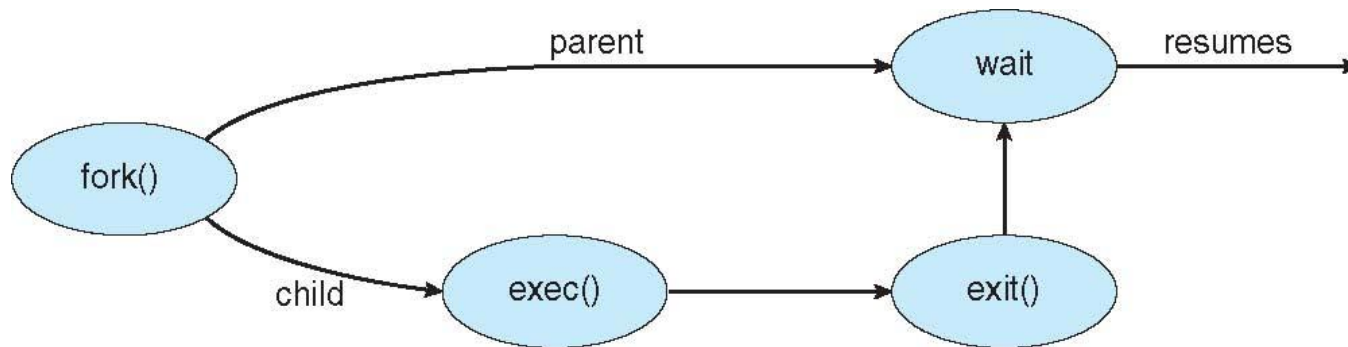 parent
wait
resumes
fork()
child
exec()
exit()